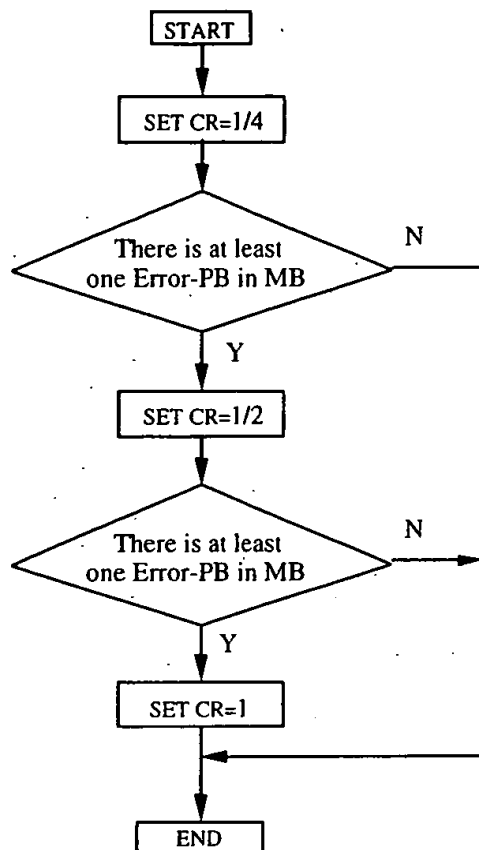 START
SET CR=1/4
There is at least
one Error-PB in MB
N
Y
SET CR=1/2
There is at least
one Error-PB in MB
N
Y
SET CR=1
END